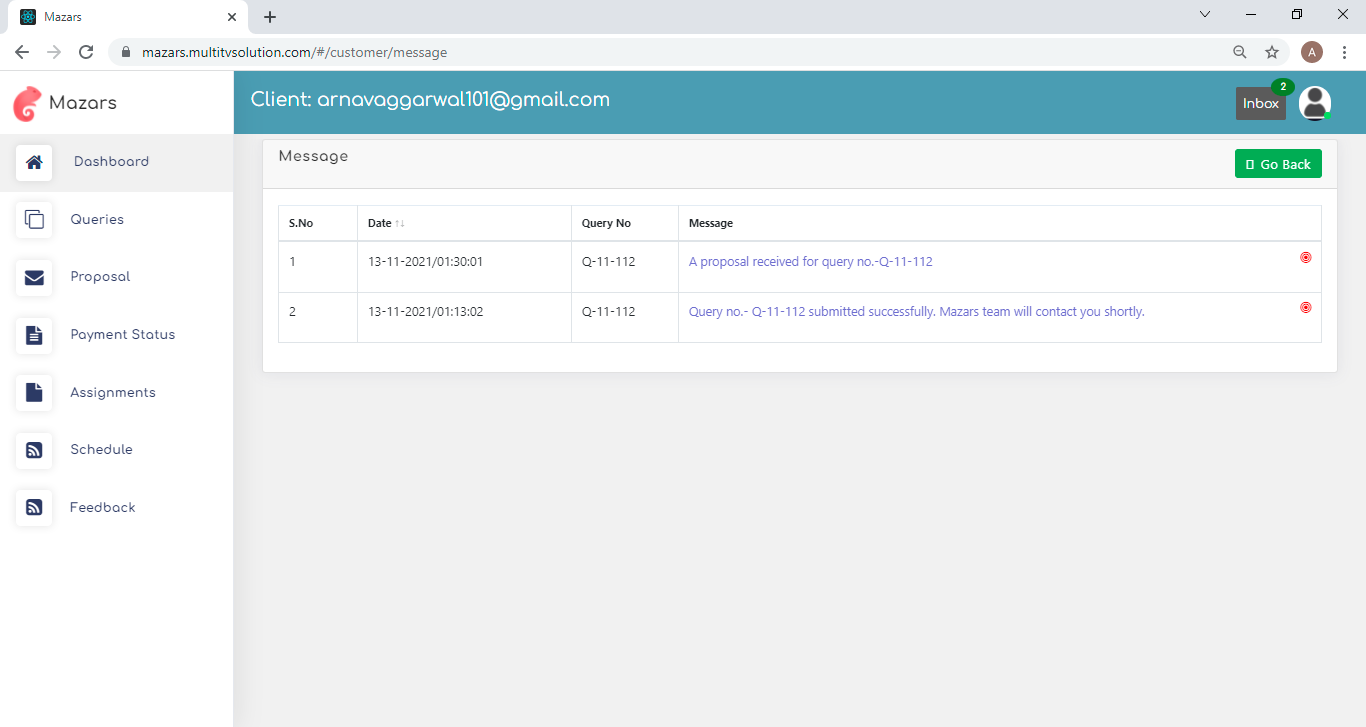 Mazars
mazars.multitvsolution.com/#/customer/message
A
Mazars
Client: arnavaggarwal101@gmail.com
Inbox
2
Dashboard
Queries
Proposal
Payment Status
Assignments
Schedule
Feedback
Message
Go Back
S.No Date ↑↓ Query No Message
1 13-11-2021/01:30:01 Q-11-112 A proposal received for query no.-Q-11-112
2 13-11-2021/01:13:02 Q-11-112 Query no.- Q-11-112 submitted successfully. Mazars team will contact you shortly.